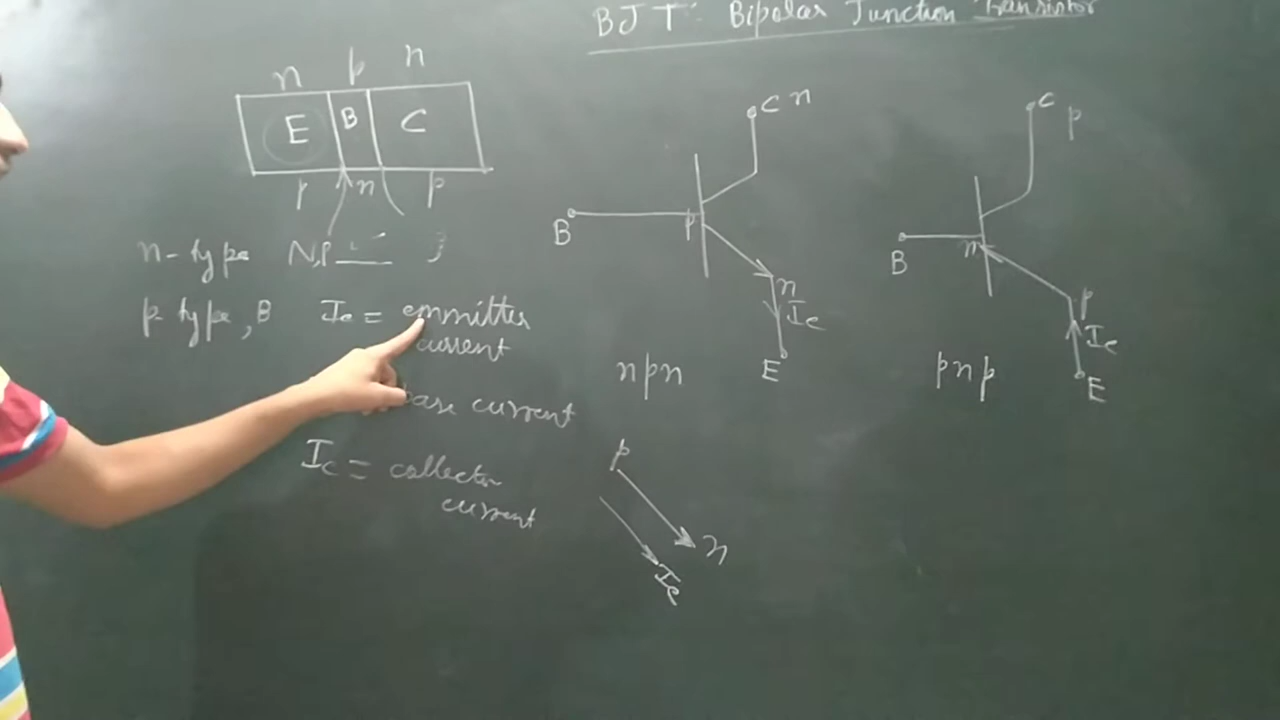 BJT: Bipolar Junction Transistor
n p n
E B C
p n p
n-type N,P
p type, B
Ie = emmitter
current
base current
Ic = collector
current
C n
B p
n
Ie
E
npn
C p
B n
p
Ie
E
pnp
p
n
Ie